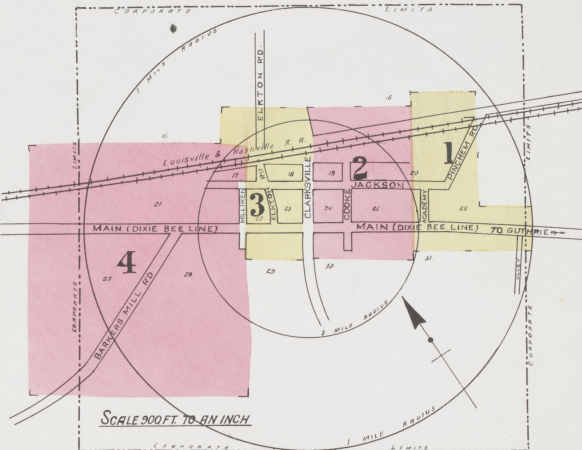 CORPORATE LIMITS
1 MILE RADIUS
ELKTON RD.
16
15
Louisville & Nashville R.R.
1
PINCHEM RD.
LIMITS
LIMITS
17
OLD ELKTON
18
19
2
20
CLARKSVILLE
JACKSON
MILLIKEN
3
COOKE
ACADEMY
21
22
23
24
25
26
MAIN (DIXIE BEE LINE)
MAIN (DIXIE BEE LINE)
TO GUTHRIE
4
27
28
29
30
31
ALLEY
BARKERS MILL RD
CORPORATE
CORPORATE
½ MILE RADIUS
SCALE 900 FT. TO AN INCH
1 MILE RADIUS
CORPORATE LIMITS